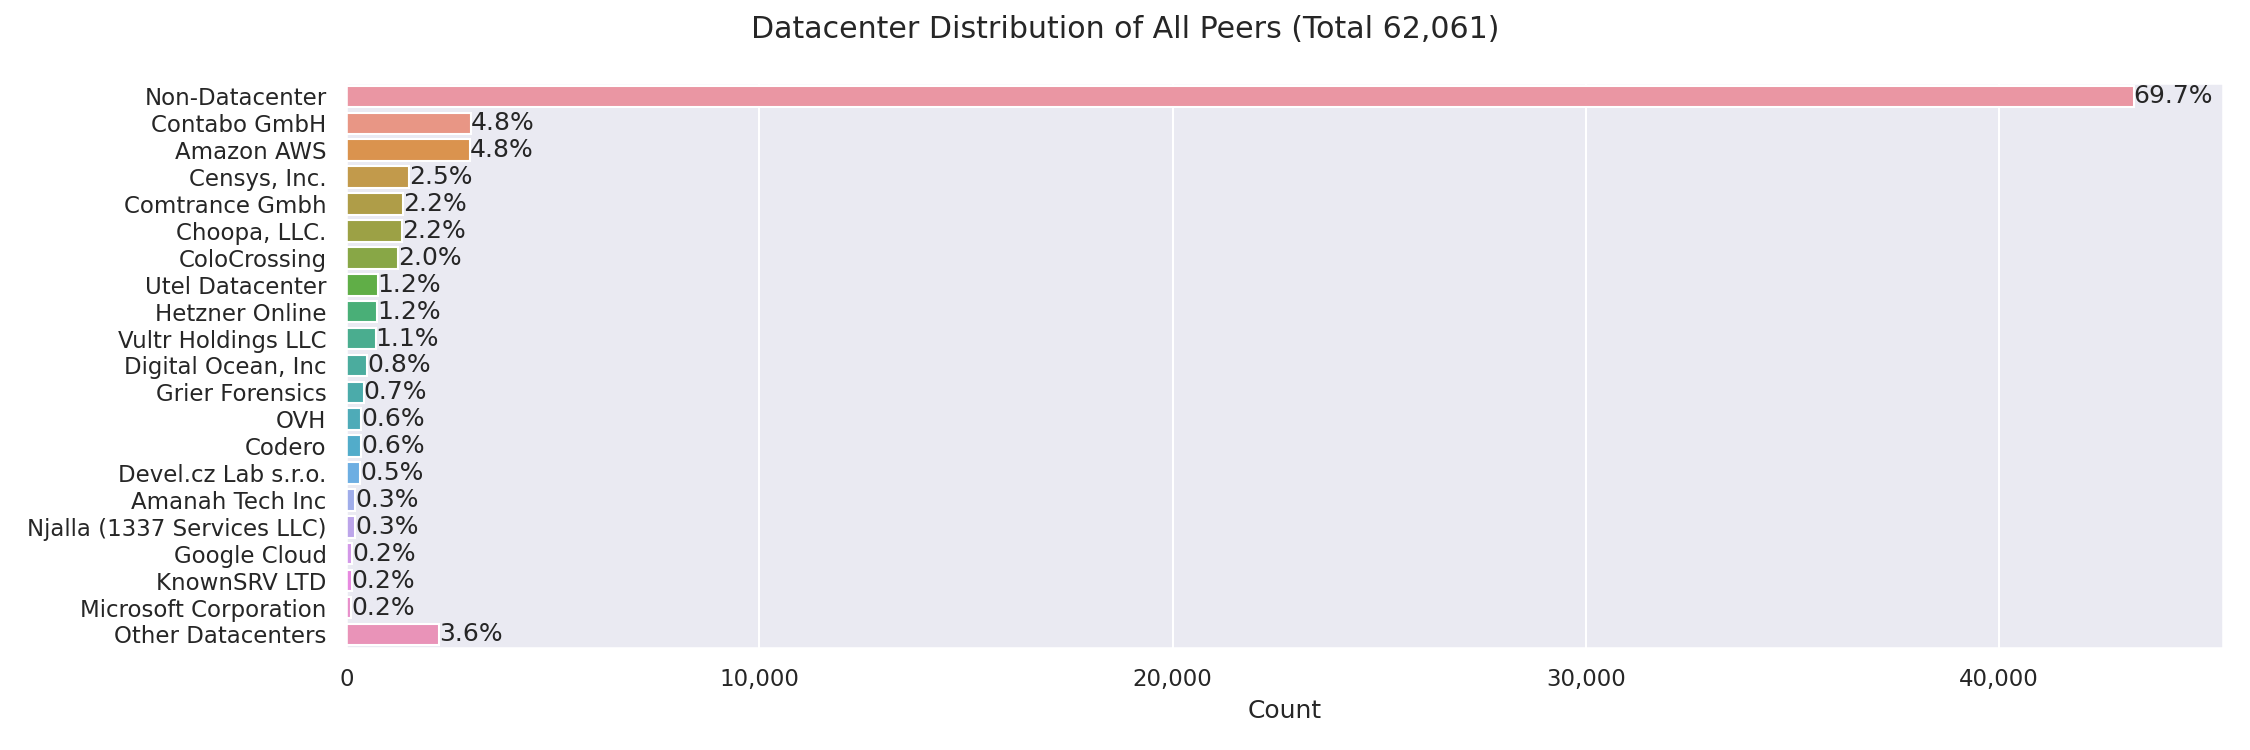 Datacenter Distribution of All Peers (Total 62,061)
Non-Datacenter 69.7%
Contabo GmbH 4.8%
Amazon AWS 4.8%
Censys, Inc. 2.5%
Comtrance Gmbh 2.2%
Choopa, LLC. 2.2%
ColoCrossing 2.0%
Utel Datacenter 1.2%
Hetzner Online 1.2%
Vultr Holdings LLC 1.1%
Digital Ocean, Inc 0.8%
Grier Forensics 0.7%
OVH 0.6%
Codero 0.6%
Devel.cz Lab s.r.o. 0.5%
Amanah Tech Inc 0.3%
Njalla (1337 Services LLC) 0.3%
Google Cloud 0.2%
KnownSRV LTD 0.2%
Microsoft Corporation 0.2%
Other Datacenters 3.6%
0 10,000 20,000 30,000 40,000
Count